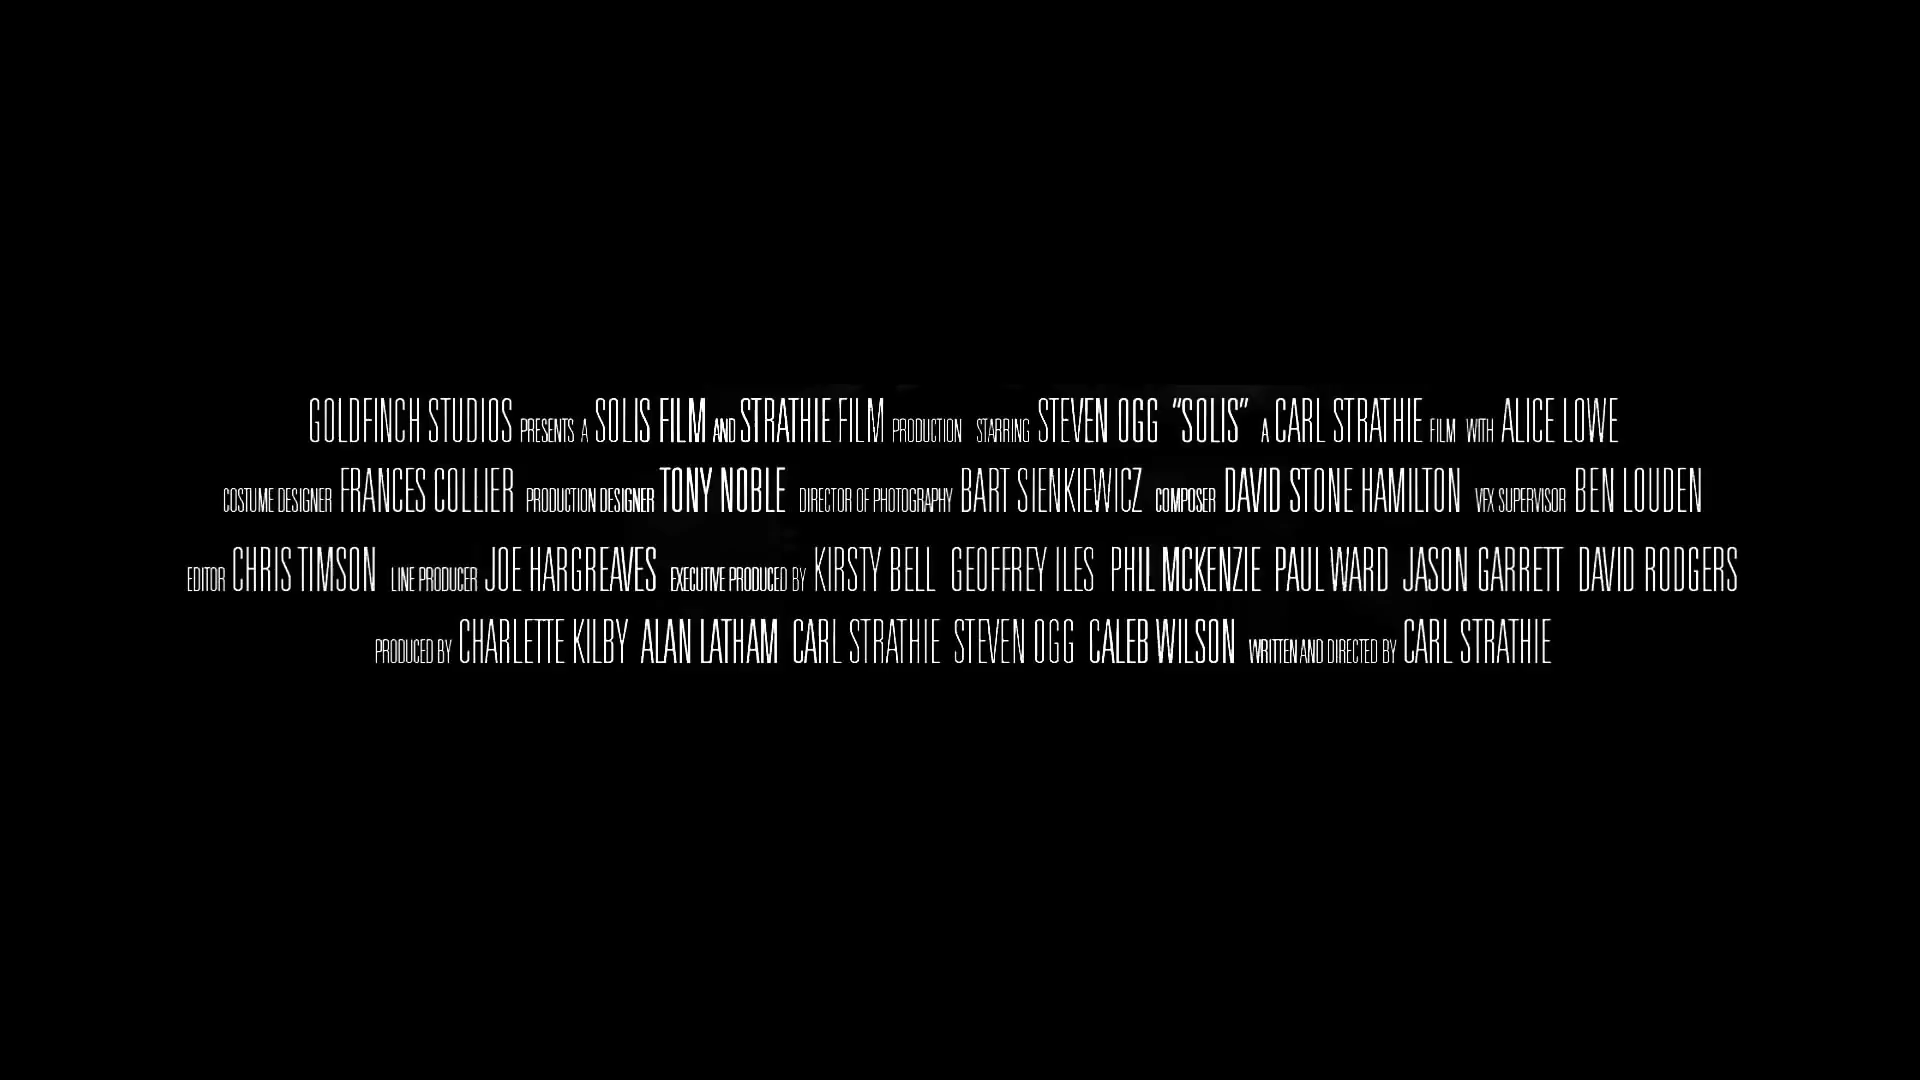 GOLDFINCH STUDIOS PRESENTS A SOLIS FILM AND STRATHIE FILM PRODUCTION STARRING STEVEN OGG “SOLIS” A CARL STRATHIE FILM WITH ALICE LOWE
COSTUME DESIGNER FRANCES COLLIER PRODUCTION DESIGNER TONY NOBLE DIRECTOR OF PHOTOGRAPHY BART SIENKIEWICZ COMPOSER DAVID STONE HAMILTON VFX SUPERVISOR BEN LOUDEN
EDITOR CHRIS TIMSON LINE PRODUCER JOE HARGREAVES EXECUTIVE PRODUCED BY KIRSTY BELL GEOFFREY ILES PHIL MCKENZIE PAUL WARD JASON GARRETT DAVID RODGERS
PRODUCED BY CHARLETTE KILBY ALAN LATHAM CARL STRATHIE STEVEN OGG CALEB WILSON WRITTEN AND DIRECTED BY CARL STRATHIE